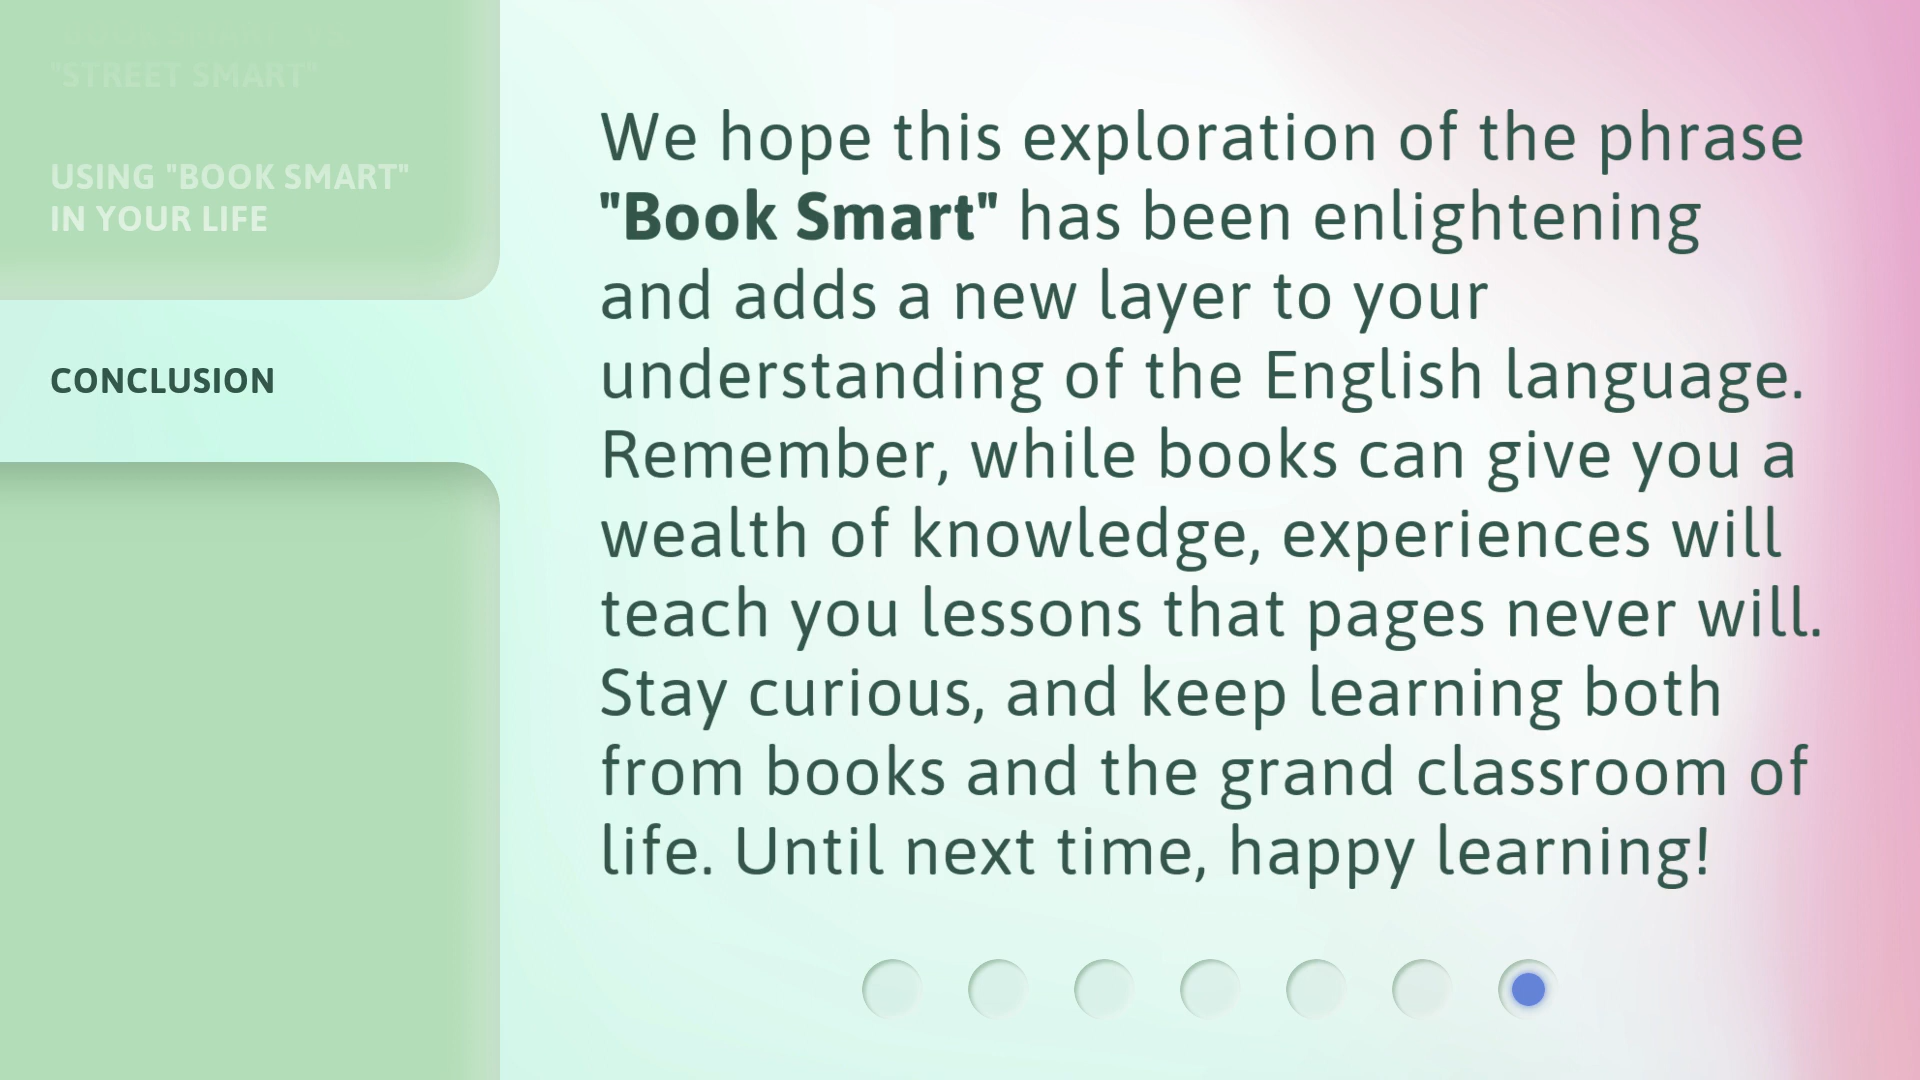 "BOOK SMART" VS.
"STREET SMART"
USING "BOOK SMART"
IN YOUR LIFE
CONCLUSION
We hope this exploration of the phrase
"Book Smart" has been enlightening
and adds a new layer to your
understanding of the English language.
Remember, while books can give you a
wealth of knowledge, experiences will
teach you lessons that pages never will.
Stay curious, and keep learning both
from books and the grand classroom of
life. Until next time, happy learning!